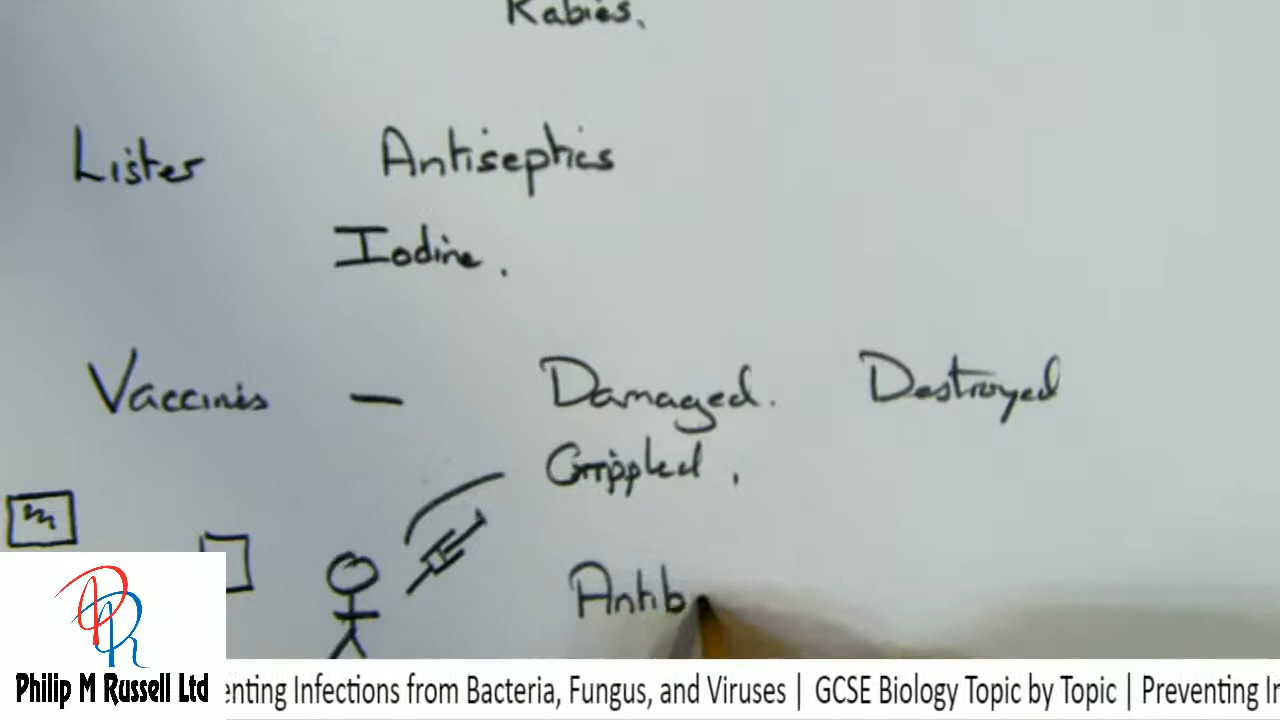 Rabies.
Lister Antiseptics
Iodine.
Vaccines - Damaged. Destroyed
Crippled.
m
Antib
Philip M Russell Ltd
enting Infections from Bacteria, Fungus, and Viruses | GCSE Biology Topic by Topic | Preventing In